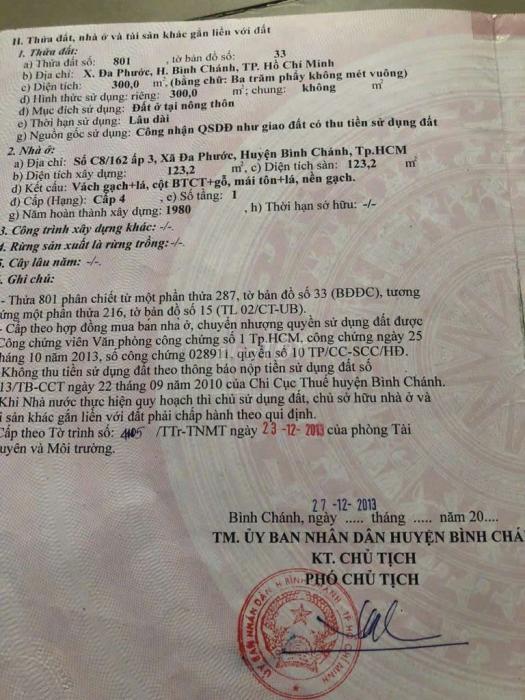 II. Thửa đất, nhà ở và tài sản khác gắn liền với đất
1. Thửa đất:
a) Thửa đất số: 801 , tờ bản đồ số: 33
b) Địa chỉ: X. Đa Phước, H. Bình Chánh, TP. Hồ Chí Minh
c) Diện tích: 300,0 m², (bằng chữ: Ba trăm phẩy không mét vuông)
d) Hình thức sử dụng: riêng: 300,0 m²; chung: không m²
đ) Mục đích sử dụng: Đất ở tại nông thôn
e) Thời hạn sử dụng: Lâu dài
g) Nguồn gốc sử dụng: Công nhận QSDĐ như giao đất có thu tiền sử dụng đất
2. Nhà ở:
a) Địa chỉ: Số C8/162 ấp 3, Xã Đa Phước, Huyện Bình Chánh, Tp.HCM
b) Diện tích xây dựng: 123,2 m², c) Diện tích sàn: 123,2 m²
d) Kết cấu: Vách gạch+lá, cột BTCT+gỗ, mái tôn+lá, nền gạch.
đ) Cấp (Hạng): Cấp 4 , e) Số tầng: 1
g) Năm hoàn thành xây dựng: 1980 , h) Thời hạn sở hữu: -/-
3. Công trình xây dựng khác: -/-
4. Rừng sản xuất là rừng trồng:-/-
. Cây lâu năm: -/-.
. Ghi chú:
- Thửa 801 phân chiết từ một phần thửa 287, tờ bản đồ số 33 (BĐĐC), tương
ứng một phần thửa 216, tờ bản đồ số 15 (TL 02/CT-UB).
- Cấp theo hợp đồng mua bán nhà ở, chuyển nhượng quyền sử dụng đất được
Công chứng viên Văn phòng công chứng số 1 Tp.HCM, công chứng ngày 25
tháng 10 năm 2013, số công chứng 028911, quyển số 10 TP/CC-SCC/HĐ.
Không thu tiền sử dụng đất theo thông báo nộp tiền sử dụng đất số
13/TB-CCT ngày 22 tháng 09 năm 2010 của Chi Cục Thuế huyện Bình Chánh.
Khi Nhà nước thực hiện quy hoạch thì chủ sử dụng đất, chủ sở hữu nhà ở và
i sản khác gắn liền với đất phải chấp hành theo qui định.
Cấp theo Tờ trình số: 4105 /TTr-TNMT ngày 23 -12- 2013 của phòng Tài
uyên và Môi trường.
27 -12- 2013
Bình Chánh, ngày ..... tháng ..... năm 20....
TM. ỦY BAN NHÂN DÂN HUYỆN BÌNH CHÁ
KT. CHỦ TỊCH
PHÓ CHỦ TỊCH
ỦY BAN NHÂN DÂN H. BÌNH CHÁNH TP. HỒ CHÍ MINH